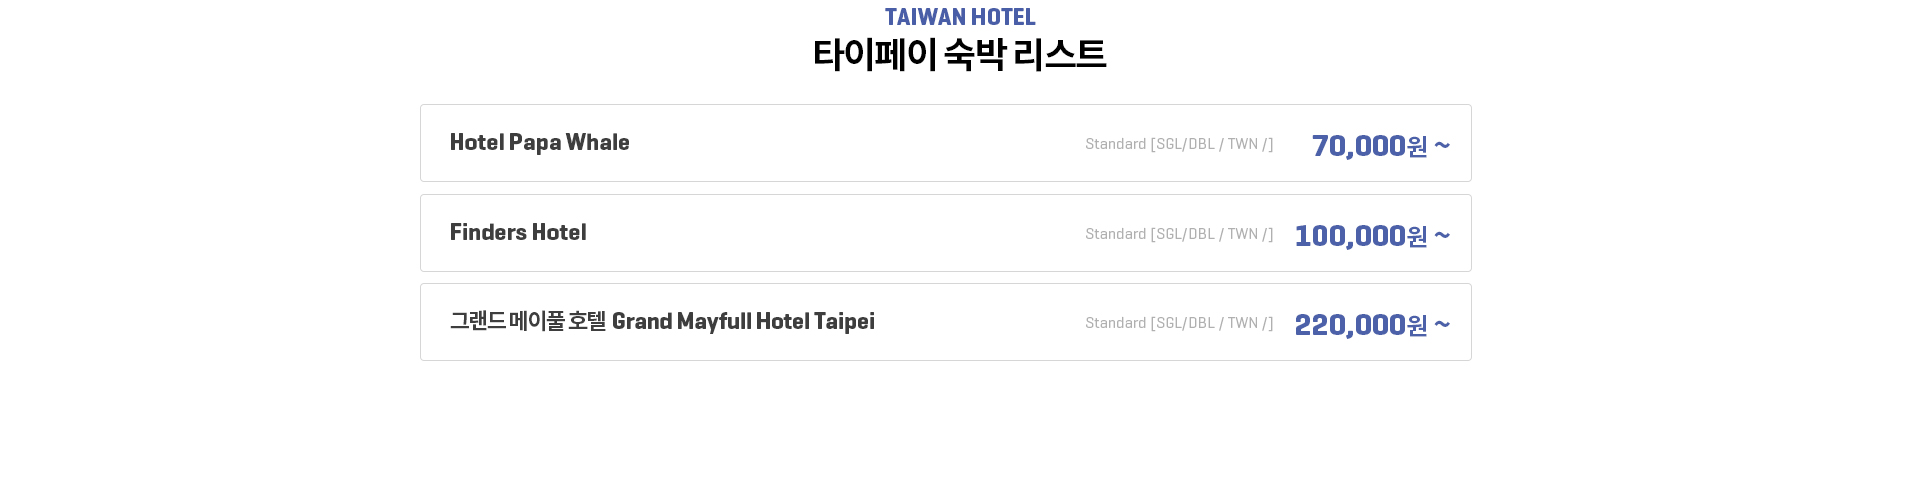 TAIWAN HOTEL
타이페이 숙박 리스트
Hotel Papa Whale Standard [SGL/DBL / TWN /] 70,000원 ~
Finders Hotel Standard [SGL/DBL / TWN /] 100,000원 ~
그랜드 메이풀 호텔 Grand Mayfull Hotel Taipei Standard [SGL/DBL / TWN /] 220,000원 ~